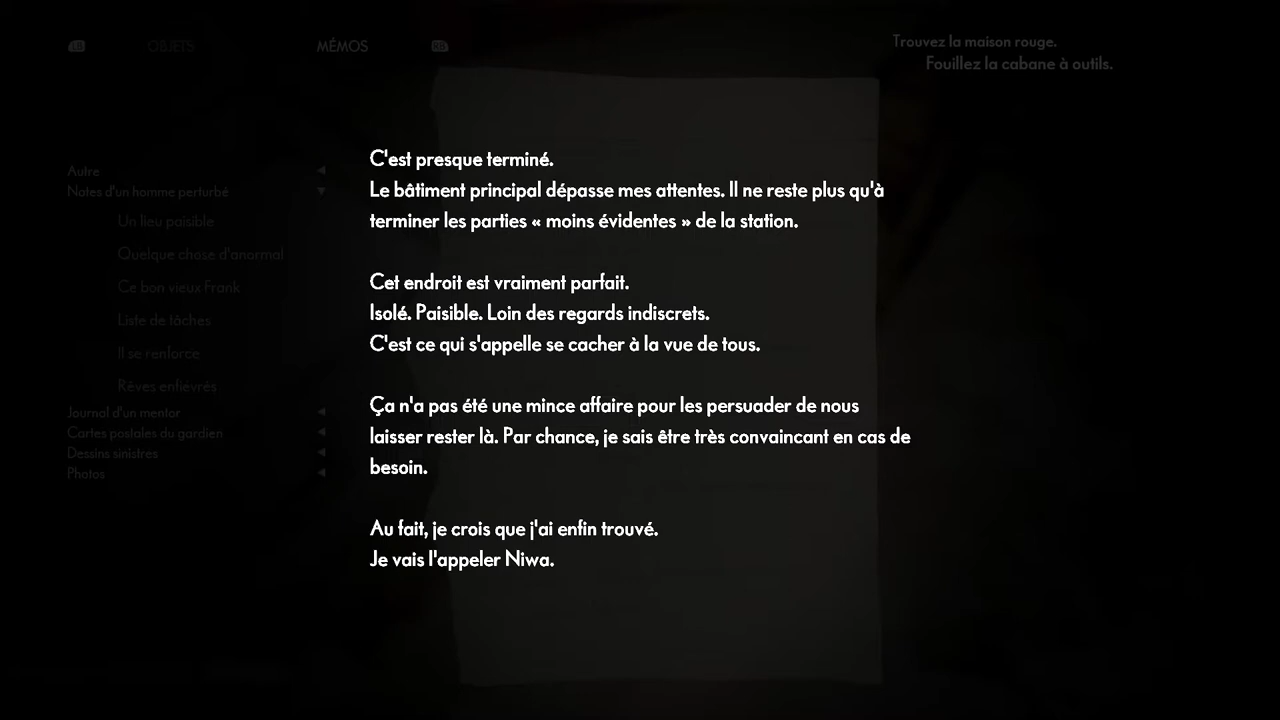 LB OBJETS MÉMOS RB
Trouvez la maison rouge.
Fouillez la cabane à outils.
Autre
Notes d'un homme perturbé
Un lieu paisible
Quelque chose d'anormal
Ce bon vieux Frank
Liste de tâches
Il se renforce
Rêves enfiévrés
Journal d'un mentor
Cartes postales du gardien
Dessins sinistres
Photos
C'est presque terminé.
Le bâtiment principal dépasse mes attentes. Il ne reste plus qu'à
terminer les parties « moins évidentes » de la station.
Cet endroit est vraiment parfait.
Isolé. Paisible. Loin des regards indiscrets.
C'est ce qui s'appelle se cacher à la vue de tous.
Ça n'a pas été une mince affaire pour les persuader de nous
laisser rester là. Par chance, je sais être très convaincant en cas de
besoin.
Au fait, je crois que j'ai enfin trouvé.
Je vais l'appeler Niwa.